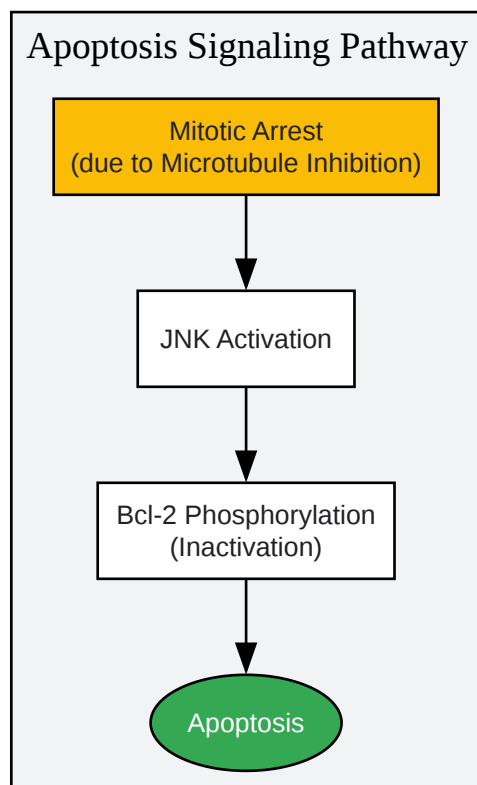 Apoptosis Signaling Pathway
Mitotic Arrest
(due to Microtubule Inhibition)
JNK Activation
Bcl-2 Phosphorylation
(Inactivation)
Apoptosis